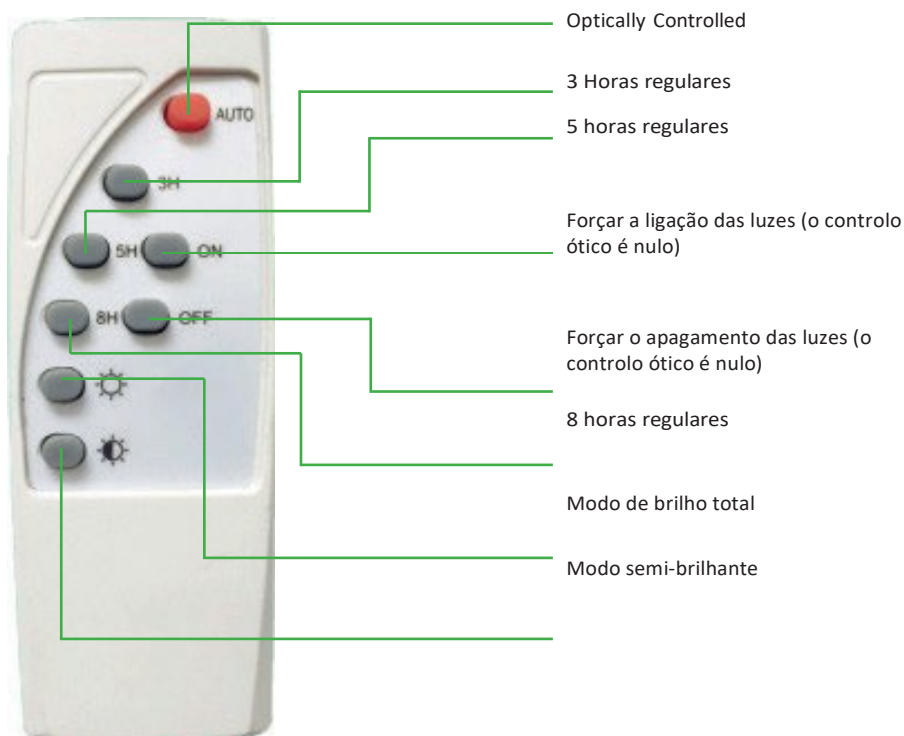 Optically Controlled
AUTO
3 Horas regulares
3H
5 horas regulares
5H
ON
Forçar a ligação das luzes (o controlo
ótico é nulo)
8H
OFF
Forçar o apagamento das luzes (o
controlo ótico é nulo)
8 horas regulares
Modo de brilho total
Modo semi-brilhante